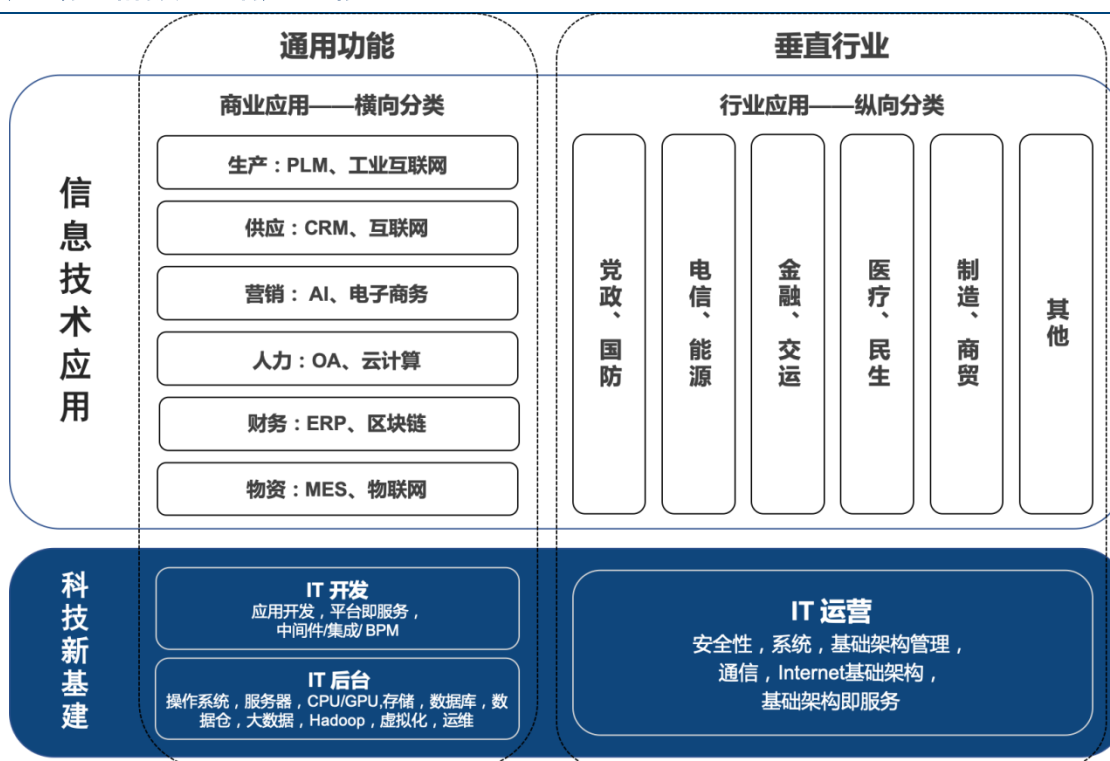 通用功能
垂直行业
信息技术应用
商业应用——横向分类
生产：PLM、工业互联网
供应：CRM、互联网
营销： AI、电子商务
人力：OA、云计算
财务：ERP、区块链
物资：MES、物联网
行业应用——纵向分类
党政、国防
电信、能源
金融、交运
医疗、民生
制造、商贸
其他
科技新基建
IT 开发
应用开发，平台即服务，
中间件/集成/ BPM
IT 后台
操作系统，服务器，CPU/GPU,存储，数据库，数
据仓，大数据，Hadoop，虚拟化，运维
IT 运营
安全性，系统，基础架构管理，
通信，Internet基础架构，
基础架构即服务